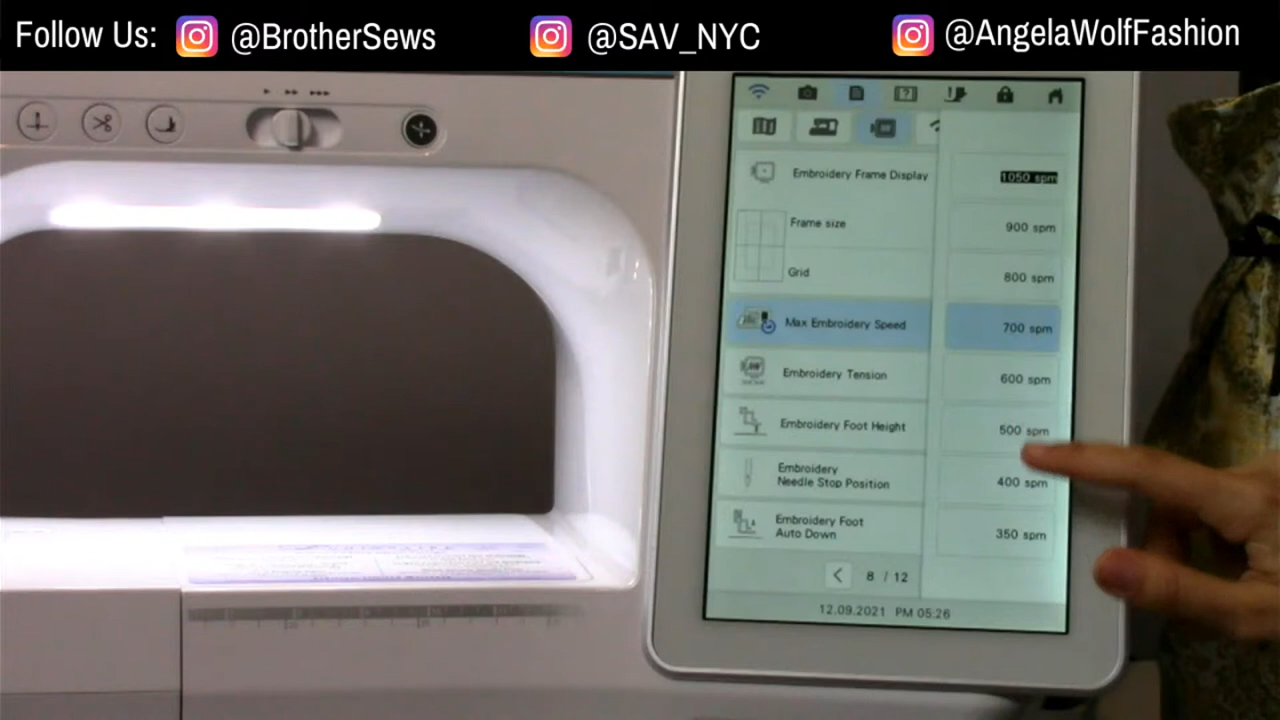 Follow Us: @BrotherSews @SAV_NYC @AngelaWolfFashion
Embroidery Frame Display
1050 spm
Frame size
900 spm
Grid
800 spm
Max Embroidery Speed
700 spm
Embroidery Tension
600 spm
Embroidery Foot Height
500 spm
Embroidery
Needle Stop Position
400 spm
Embroidery Foot
Auto Down
350 spm
8 / 12
12.09.2021 PM 05:26